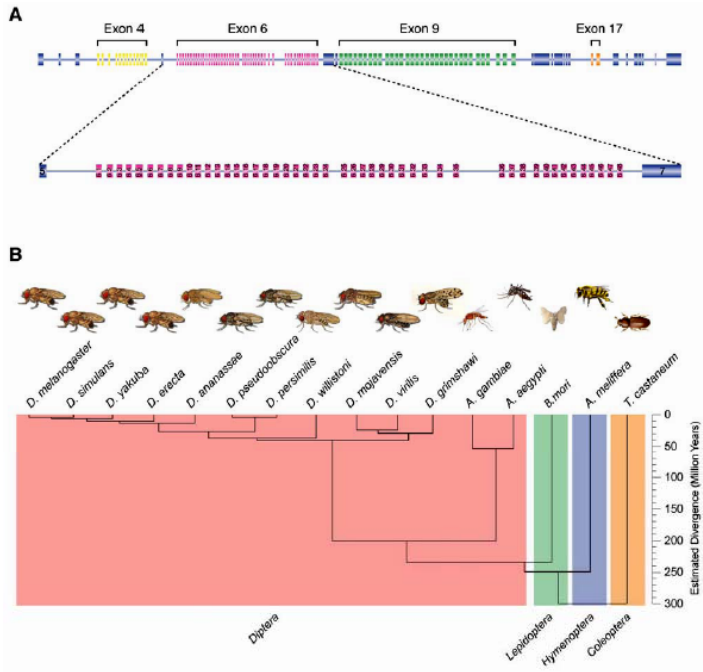 A
Exon 4
Exon 6
Exon 9
Exon 17
7
B
D. melanogaster
D. simulans
D. yakuba
D. erecta
D. ananassae
D. pseudoobscura
D. persimilis
D. willistoni
D. mojavensis
D. virilis
D. grimshawi
A. gambiae
A. aegypti
B.mori
A. mellifera
T. castaneum
0
50
100
150
200
250
300
Estimated Divergence (Million Years)
Diptera
Lepidoptera
Hymenoptera
Coleoptera